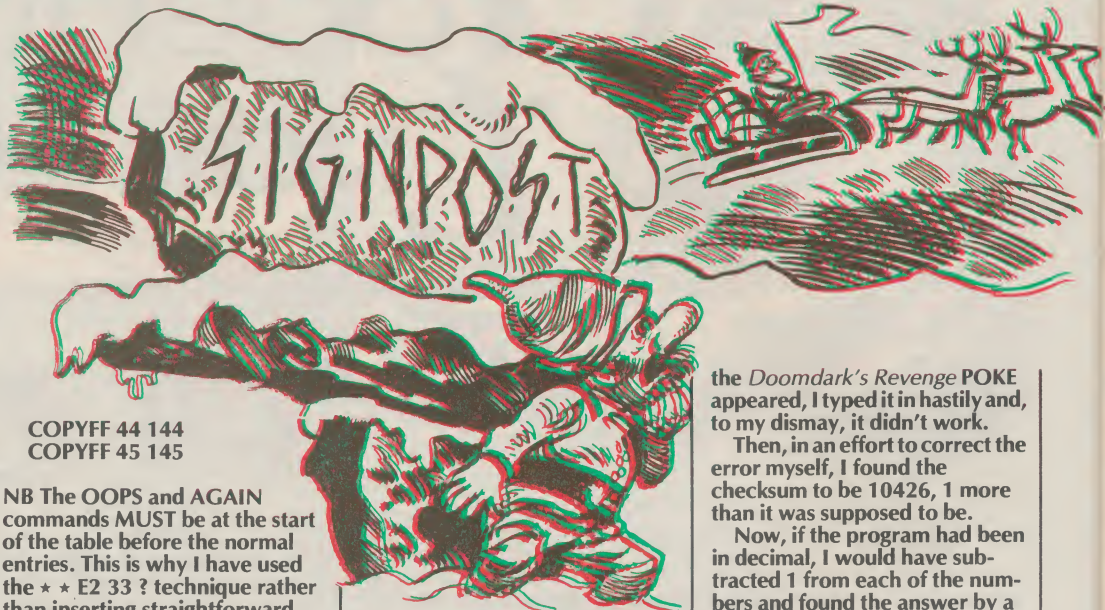 S·I·G·N·P·O·S·T
COPYFF 44 144
COPYFF 45 145
NB The OOPS and AGAIN
commands MUST be at the start
of the table before the normal
entries. This is why I have used
the ★ ★ E2 33 ? technique rather
than inserting straightforward
the Doomdark's Revenge POKE
appeared, I typed it in hastily and,
to my dismay, it didn't work.
Then, in an effort to correct the
error myself, I found the
checksum to be 10426, 1 more
than it was supposed to be.
Now, if the program had been
in decimal, I would have sub-
tracted 1 from each of the num-
bers and found the answer by a